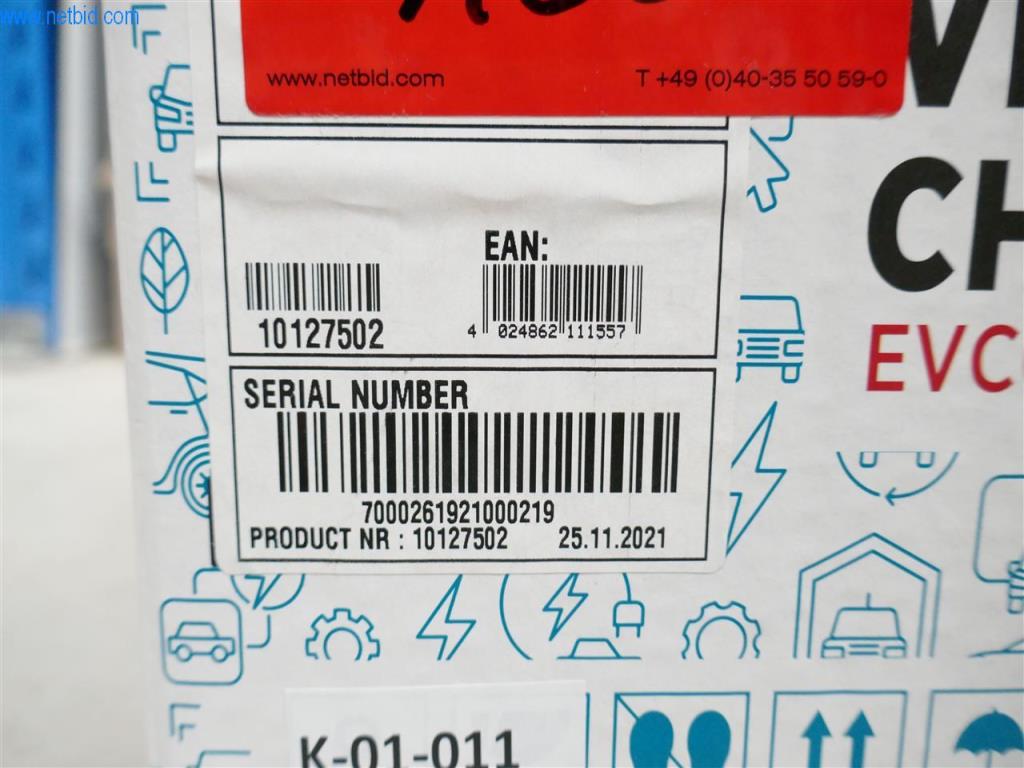 www.netbid.com
www.netbid.com T +49 (0)40-35 50 59-0
CH
EVC
EAN:
10127502
4 024862 111557
SERIAL NUMBER
7000261921000219
PRODUCT NR : 10127502 25.11.2021
K-01-011